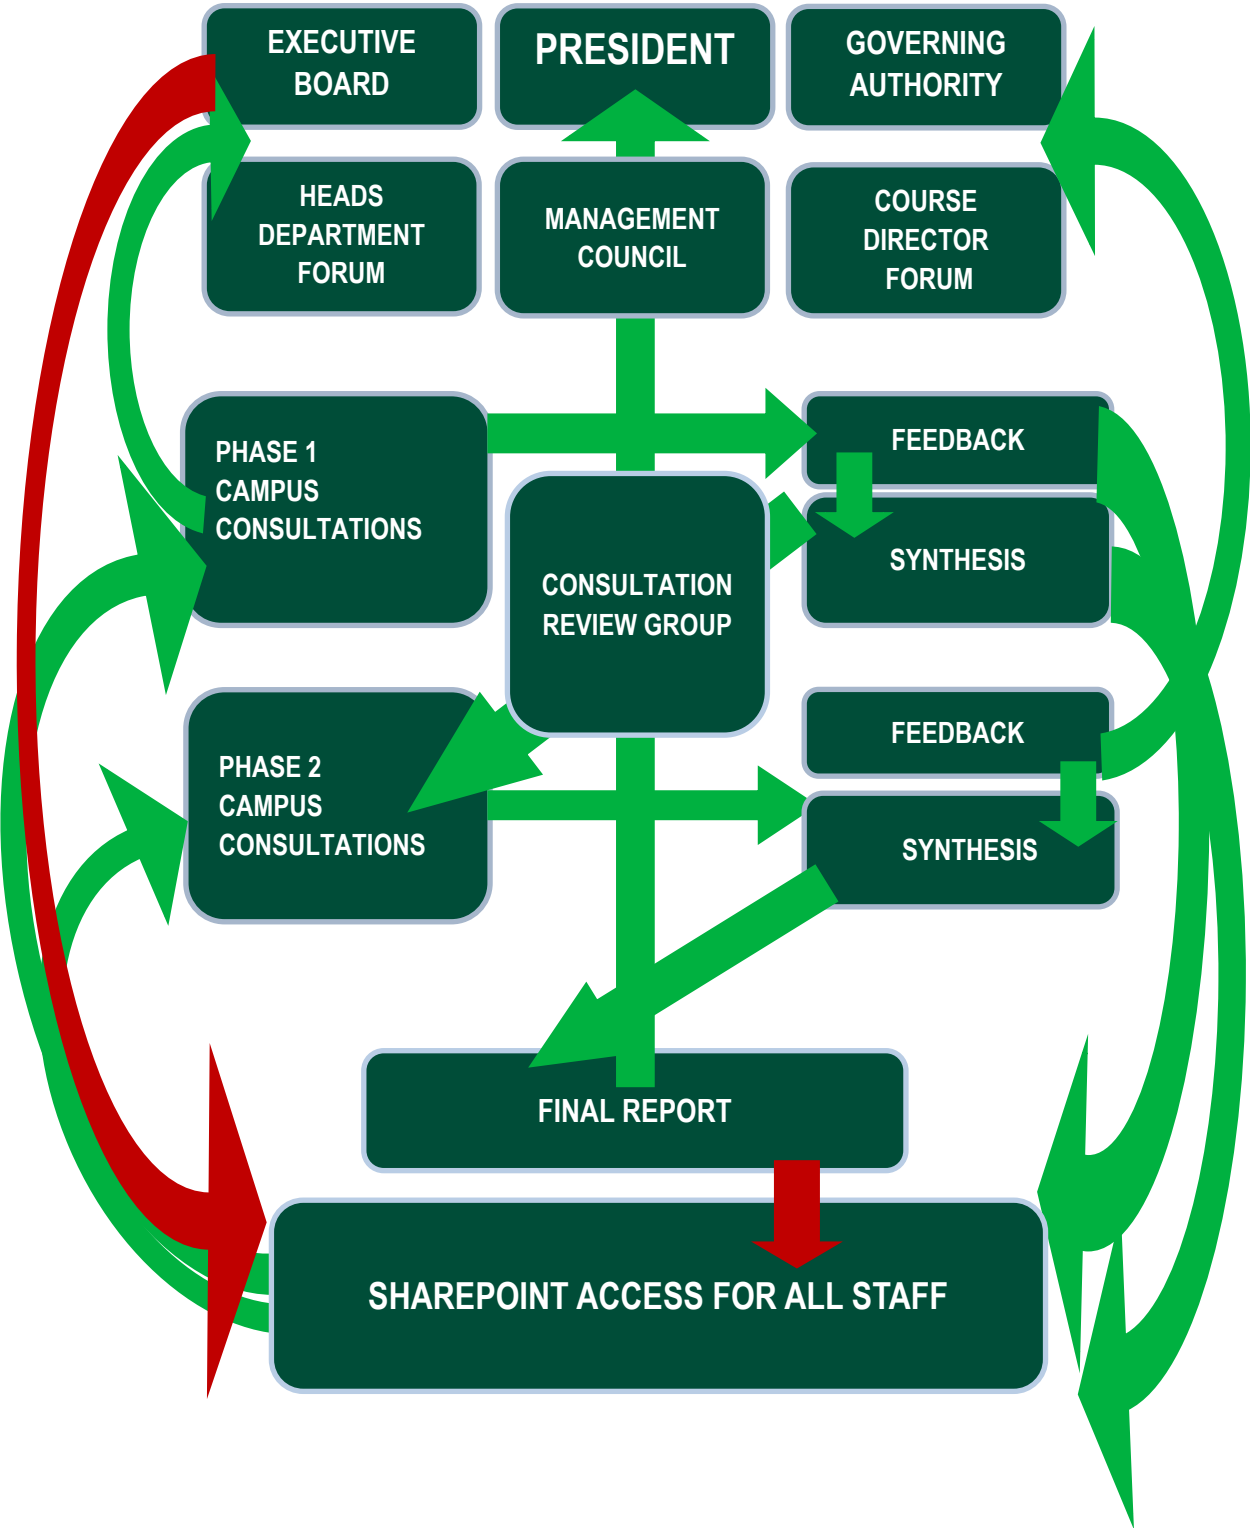 EXECUTIVE
BOARD
PRESIDENT
GOVERNING
AUTHORITY
HEADS
DEPARTMENT
FORUM
MANAGEMENT
COUNCIL
COURSE
DIRECTOR
FORUM
PHASE 1
CAMPUS
CONSULTATIONS
FEEDBACK
SYNTHESIS
CONSULTATION
REVIEW GROUP
PHASE 2
CAMPUS
CONSULTATIONS
FEEDBACK
SYNTHESIS
FINAL REPORT
SHAREPOINT ACCESS FOR ALL STAFF